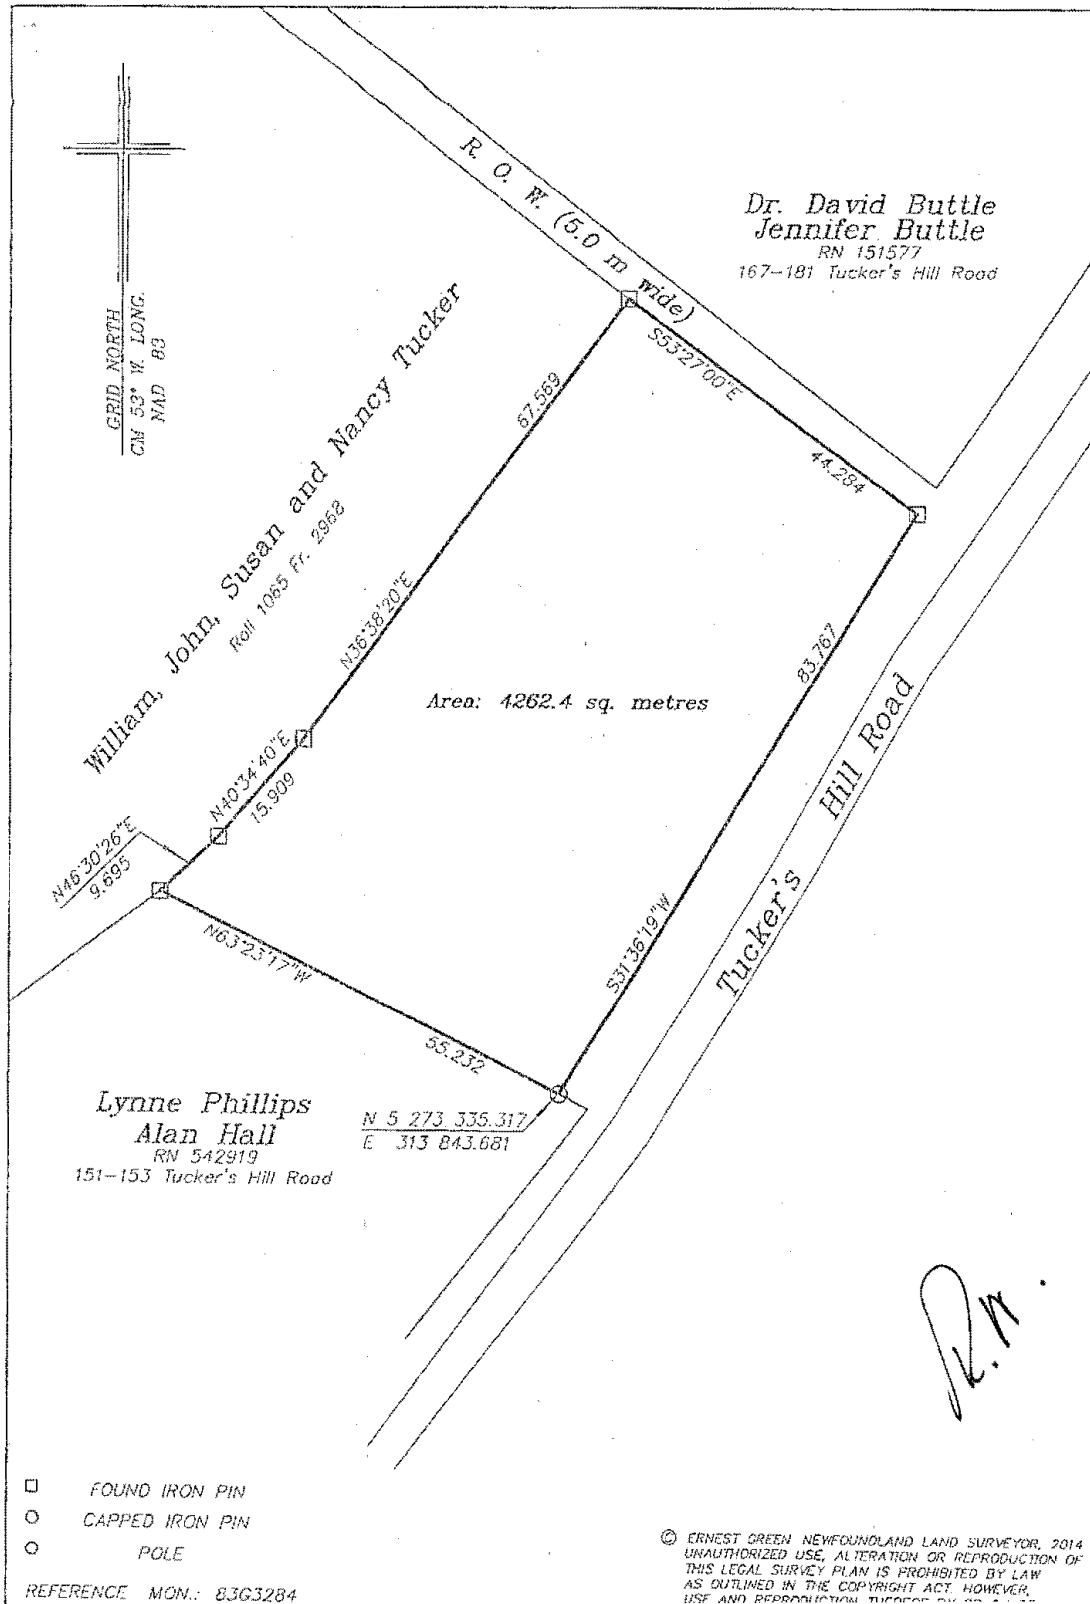 GRID NORTH
CM 53° W. LONG.
NAD 83
R. O. W. (5.0 m wide)
Dr. David Buttle
Jennifer Buttle
RN 151577
167-181 Tucker's Hill Road
William, John, Susan and Nancy Tucker
Roll 1065 Fr. 2968
67.569
N36°38'20"E
S53°27'00"E
44.284
Area: 4262.4 sq. metres
83.767
S31°36'19"W
N40°34'40"E
15.909
N46°30'26"E
9.695
N63°23'17"W
55.232
Tucker's Hill Road
Lynne Phillips
Alan Hall
RN 542919
151-153 Tucker's Hill Road
N 5 273 335.317
E 313 843.681
FOUND IRON PIN
CAPPED IRON PIN
POLE
REFERENCE MON.: 83G3284
© ERNEST GREEN NEWFOUNDLAND LAND SURVEYOR, 2014
UNAUTHORIZED USE, ALTERATION OR REPRODUCTION OF
THIS LEGAL SURVEY PLAN IS PROHIBITED BY LAW
AS OUTLINED IN THE COPYRIGHT ACT. HOWEVER,
USE AND REPRODUCTION THEREOF BY